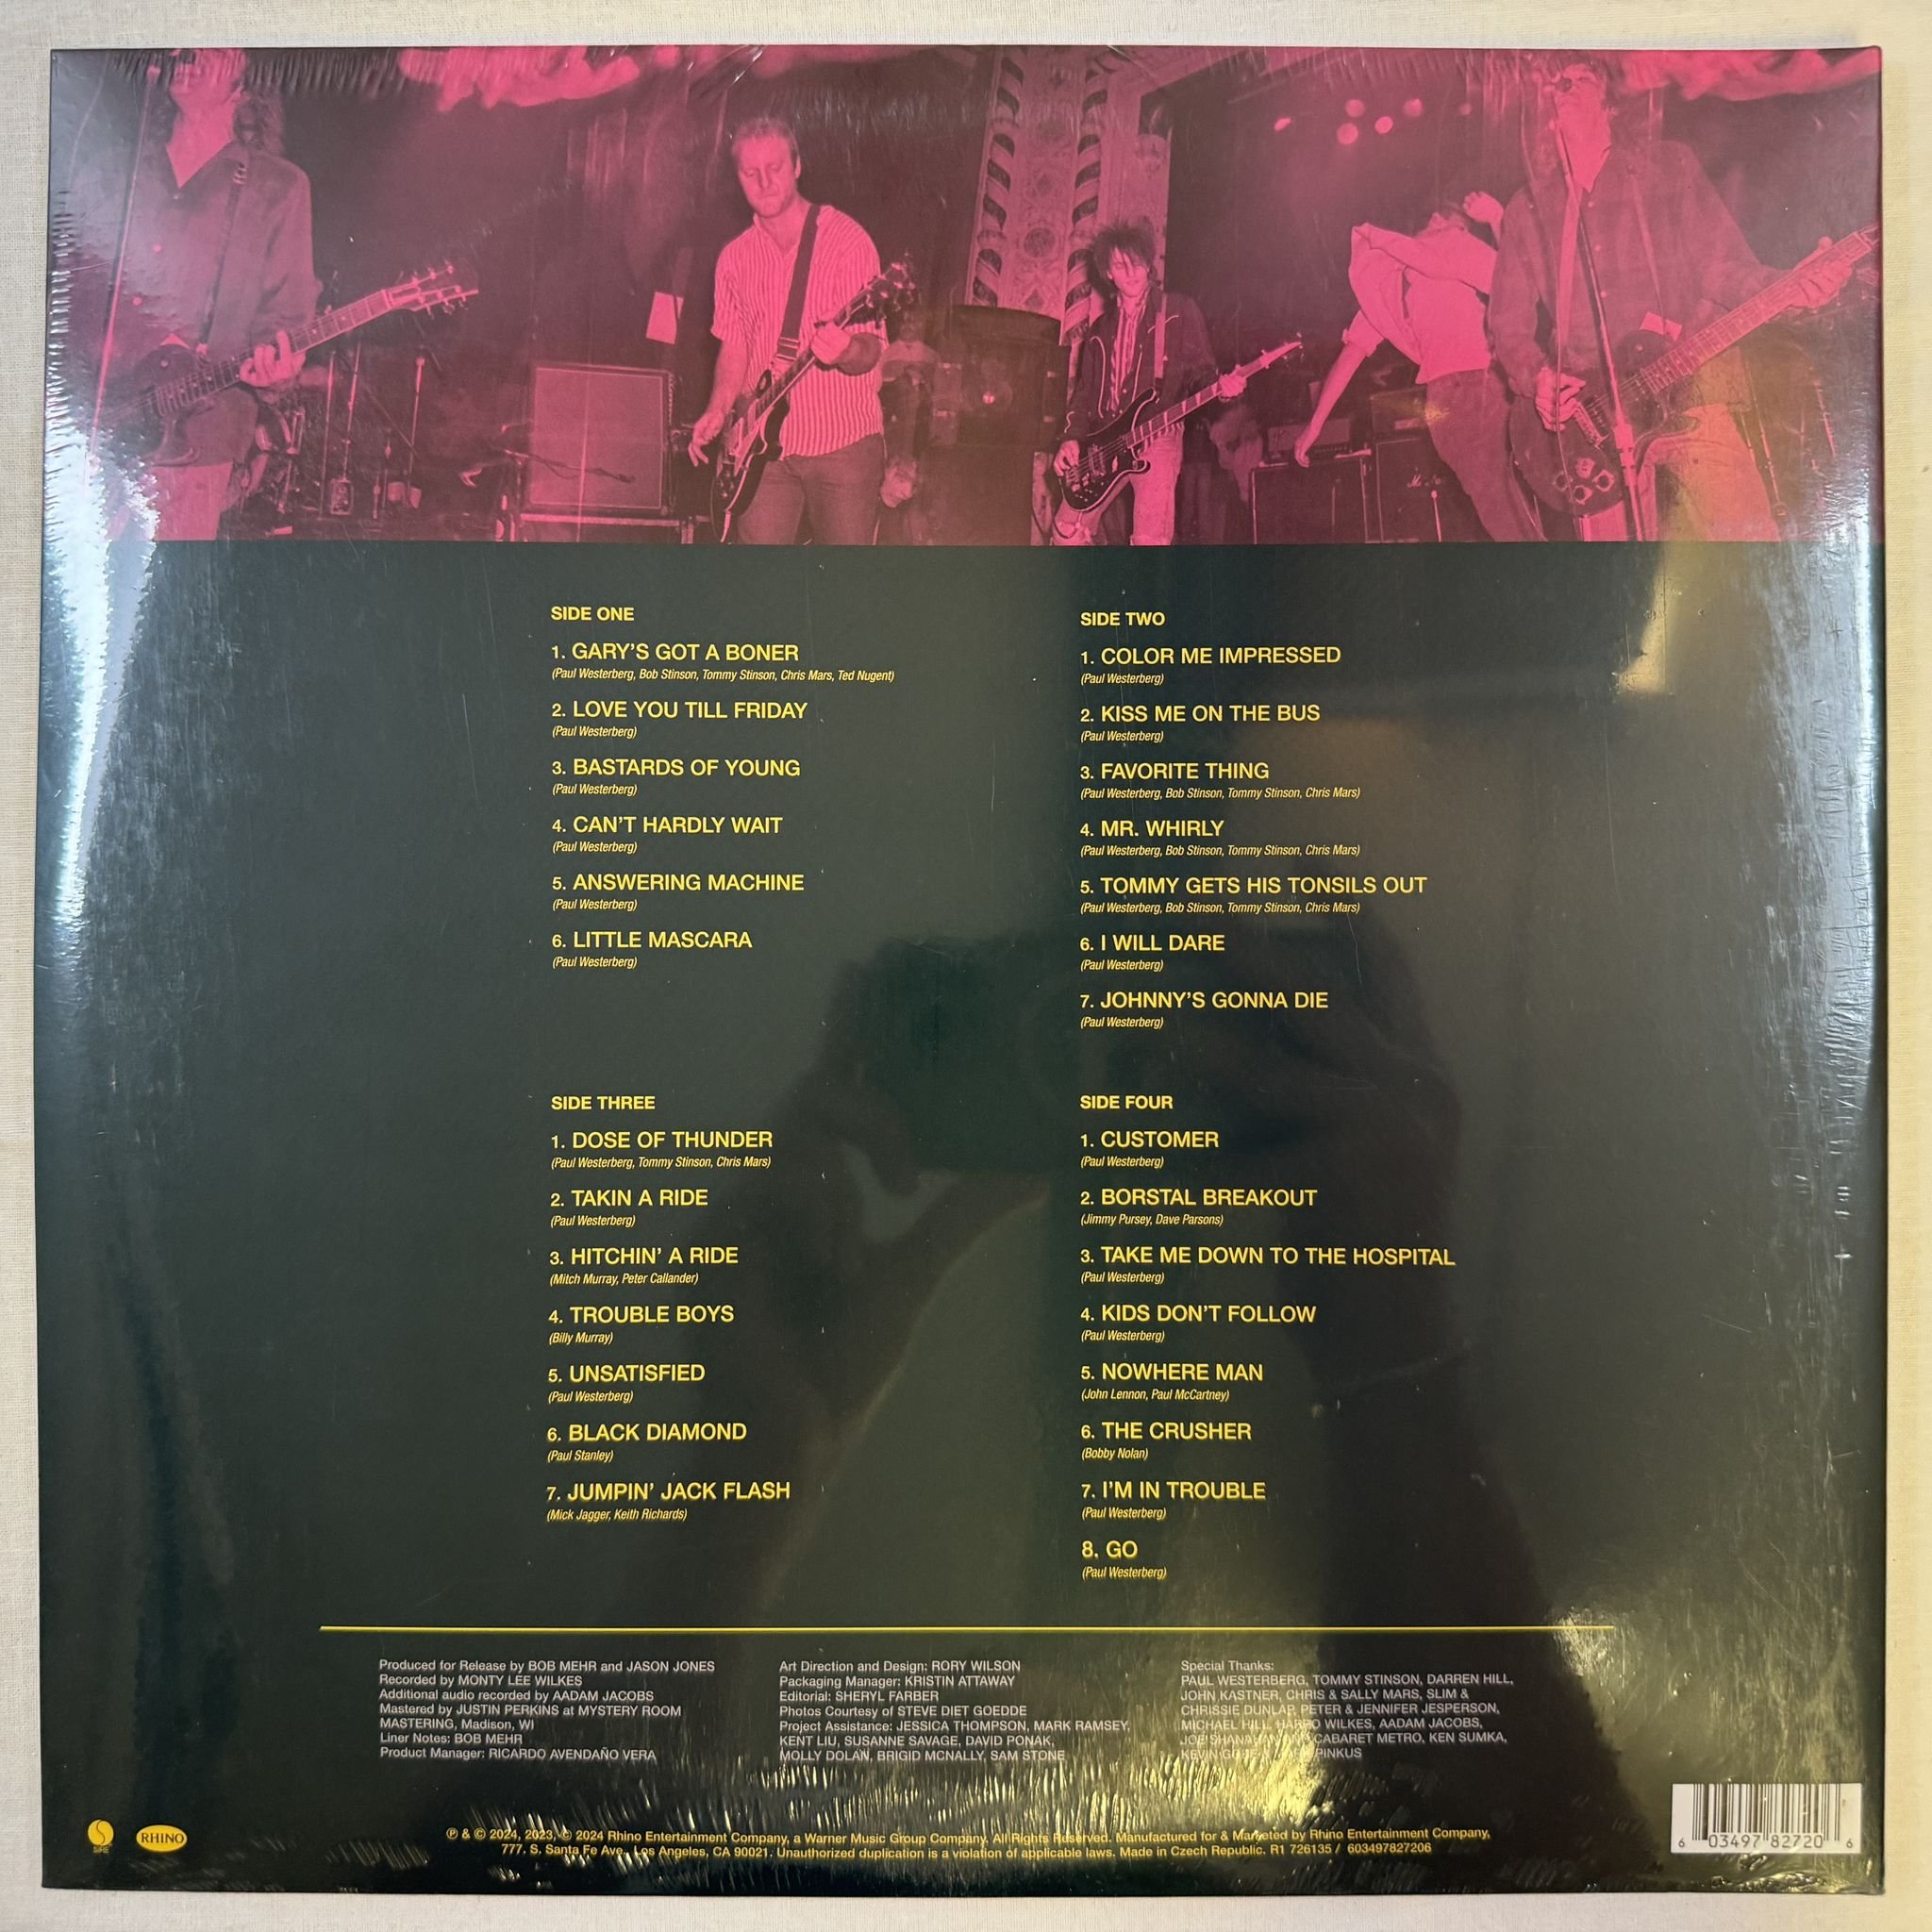 SIDE ONE
1. GARY'S GOT A BONER
(Paul Westerberg, Bob Stinson, Tommy Stinson, Chris Mars, Ted Nugent)
2. LOVE YOU TILL FRIDAY
(Paul Westerberg)
3. BASTARDS OF YOUNG
(Paul Westerberg)
4. CAN'T HARDLY WAIT
(Paul Westerberg)
5. ANSWERING MACHINE
(Paul Westerberg)
6. LITTLE MASCARA
(Paul Westerberg)
SIDE TWO
1. COLOR ME IMPRESSED
(Paul Westerberg)
2. KISS ME ON THE BUS
(Paul Westerberg)
3. FAVORITE THING
(Paul Westerberg, Bob Stinson, Tommy Stinson, Chris Mars)
4. MR. WHIRLY
(Paul Westerberg, Bob Stinson, Tommy Stinson, Chris Mars)
5. TOMMY GETS HIS TONSILS OUT
(Paul Westerberg, Bob Stinson, Tommy Stinson, Chris Mars)
6. I WILL DARE
(Paul Westerberg)
7. JOHNNY'S GONNA DIE
(Paul Westerberg)
SIDE THREE
1. DOSE OF THUNDER
(Paul Westerberg, Tommy Stinson, Chris Mars)
2. TAKIN A RIDE
(Paul Westerberg)
3. HITCHIN' A RIDE
(Mitch Murray, Peter Callander)
4. TROUBLE BOYS
(Billy Murray)
5. UNSATISFIED
(Paul Westerberg)
6. BLACK DIAMOND
(Paul Stanley)
7. JUMPIN' JACK FLASH
(Mick Jagger, Keith Richards)
SIDE FOUR
1. CUSTOMER
(Paul Westerberg)
2. BORSTAL BREAKOUT
(Jimmy Pursey, Dave Parsons)
3. TAKE ME DOWN TO THE HOSPITAL
(Paul Westerberg)
4. KIDS DON'T FOLLOW
(Paul Westerberg)
5. NOWHERE MAN
(John Lennon, Paul McCartney)
6. THE CRUSHER
(Bobby Nolan)
7. I'M IN TROUBLE
(Paul Westerberg)
8. GO
(Paul Westerberg)
Produced for Release by BOB MEHR and JASON JONES
Recorded by MONTY LEE WILKES
Additional audio recorded by AADAM JACOBS
Mastered by JUSTIN PERKINS at MYSTERY ROOM
MASTERING, Madison, WI
Liner Notes: BOB MEHR
Product Manager: RICARDO AVENDAÑO VERA
Art Direction and Design: RORY WILSON
Packaging Manager: KRISTIN ATTAWAY
Editorial: SHERYL FARBER
Photos Courtesy of STEVE DIET GOEDDE
Project Assistance: JESSICA THOMPSON, MARK RAMSEY,
KENT LIU, SUSANNE SAVAGE, DAVID PONAK,
MOLLY DOLAN, BRIGID MCNALLY, SAM STONE
Special Thanks:
PAUL WESTERBERG, TOMMY STINSON, DARREN HILL,
JOHN KASTNER, CHRIS & SALLY MARS, SLIM &
CHRISSIE DUNLAP, PETER & JENNIFER JESPERSON,
MICHAEL HILL, WILKES, AADAM JACOBS,
CABARET METRO, KEN SUMKA,
PINKUS
SIRE
RHINO
℗ & © 2024, 2023, © 2024 Rhino Entertainment Company, a Warner Music Group Company. All Rights Reserved. Manufactured for & Marketed by Rhino Entertainment Company,
777. S. Santa Fe Ave., Los Angeles, CA 90021. Unauthorized duplication is a violation of applicable laws. Made in Czech Republic. R1 726135 / 603497827206
6 03497 82720 6